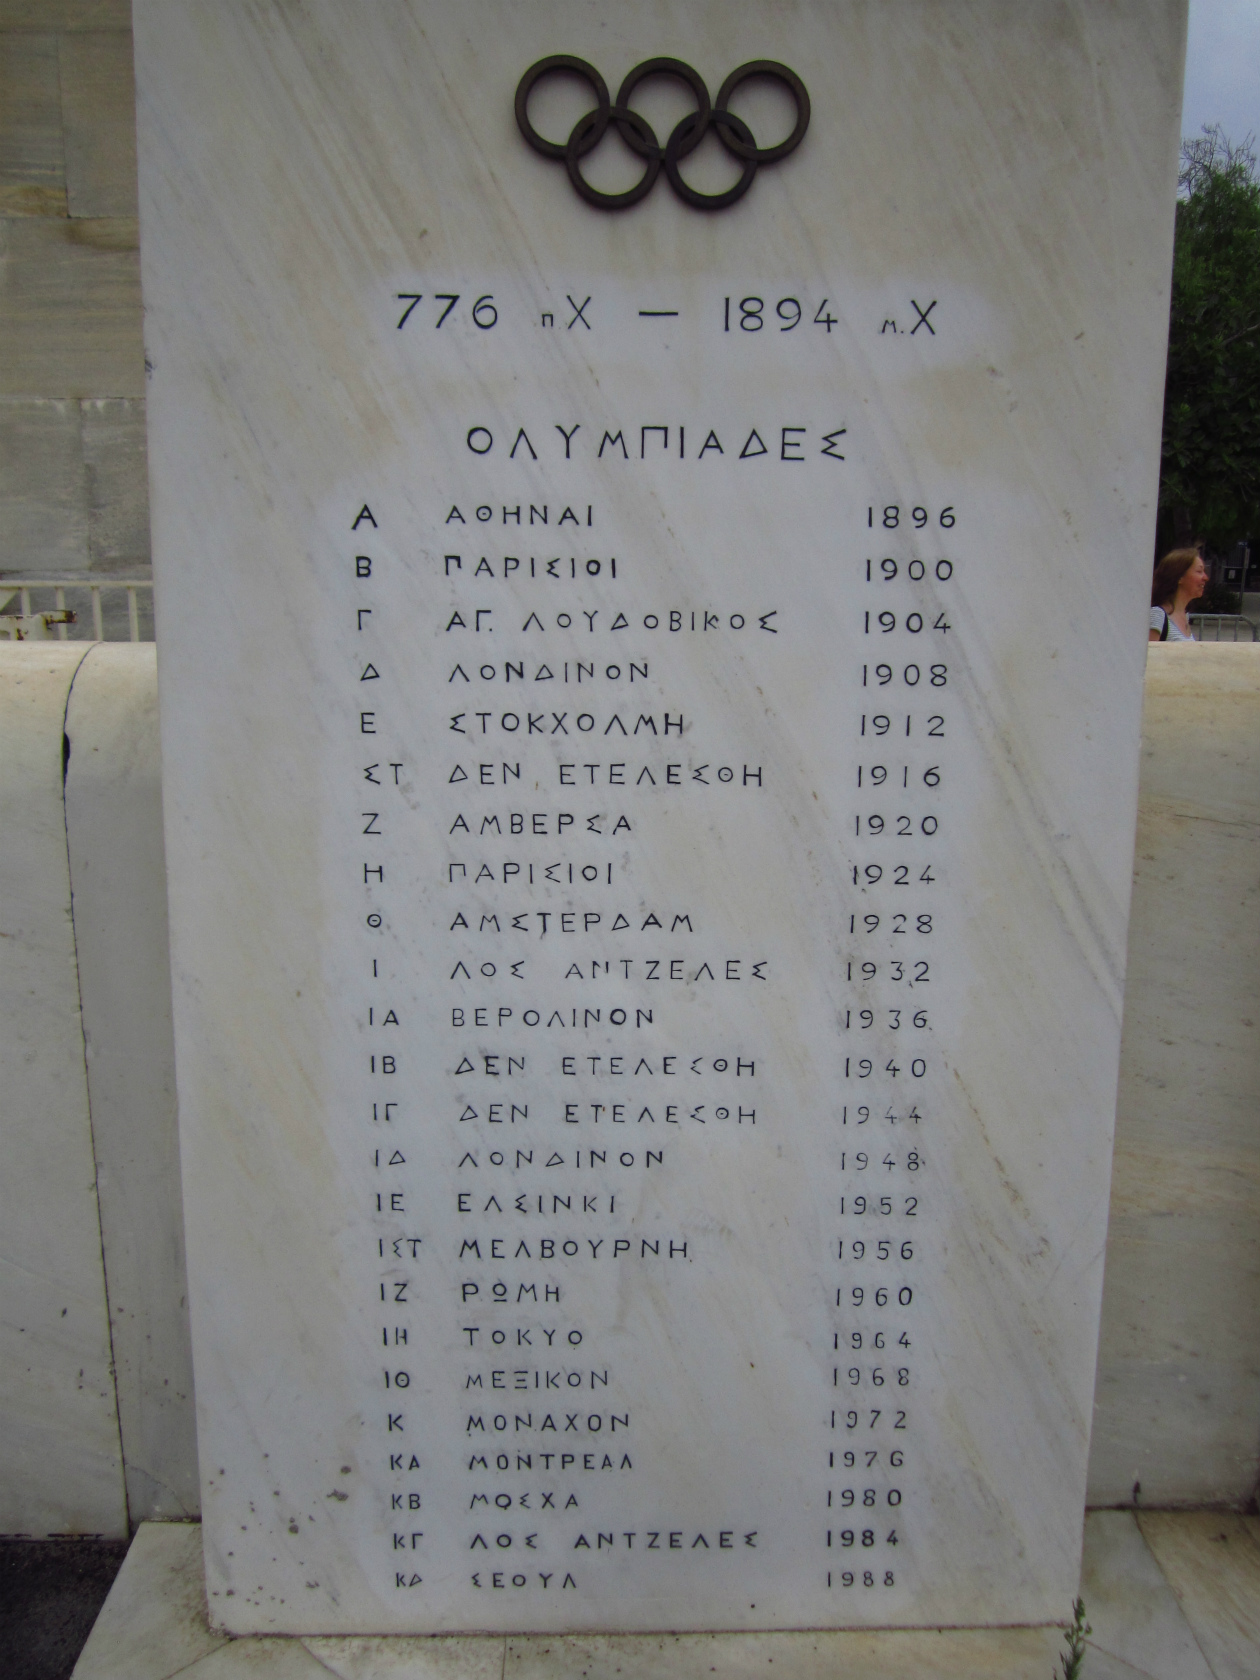 776 π Χ — 1894 μ.Χ
ΟΛΥΜΠΙΑΔΕΣ
Α ΑΘΗΝΑΙ 1896
Β ΠΑΡΙΣΙΟΙ 1900
Γ ΑΓ. ΛΟΥΔΟΒΙΚΟΣ 1904
Δ ΛΟΝΔΙΝΟΝ 1908
Ε ΣΤΟΚΧΟΛΜΗ 1912
ΣΤ ΔΕΝ ΕΤΕΛΕΣΘΗ 1916
Ζ ΑΜΒΕΡΣΑ 1920
Η ΠΑΡΙΣΙΟΙ 1924
Θ ΑΜΣΤΕΡΔΑΜ 1928
Ι ΛΟΣ ΑΝΤΖΕΛΕΣ 1932
ΙΑ ΒΕΡΟΛΙΝΟΝ 1936
ΙΒ ΔΕΝ ΕΤΕΛΕΣΘΗ 1940
ΙΓ ΔΕΝ ΕΤΕΛΕΣΘΗ 1944
ΙΔ ΛΟΝΔΙΝΟΝ 1948
ΙΕ ΕΛΣΙΝΚΙ 1952
ΙΣΤ ΜΕΛΒΟΥΡΝΗ 1956
ΙΖ ΡΩΜΗ 1960
ΙΗ ΤΟΚΥΟ 1964
ΙΘ ΜΕΞΙΚΟΝ 1968
Κ ΜΟΝΑΧΟΝ 1972
ΚΑ ΜΟΝΤΡΕΑΛ 1976
ΚΒ ΜΟΣΧΑ 1980
ΚΓ ΛΟΣ ΑΝΤΖΕΛΕΣ 1984
ΚΔ ΣΕΟΥΛ 1988